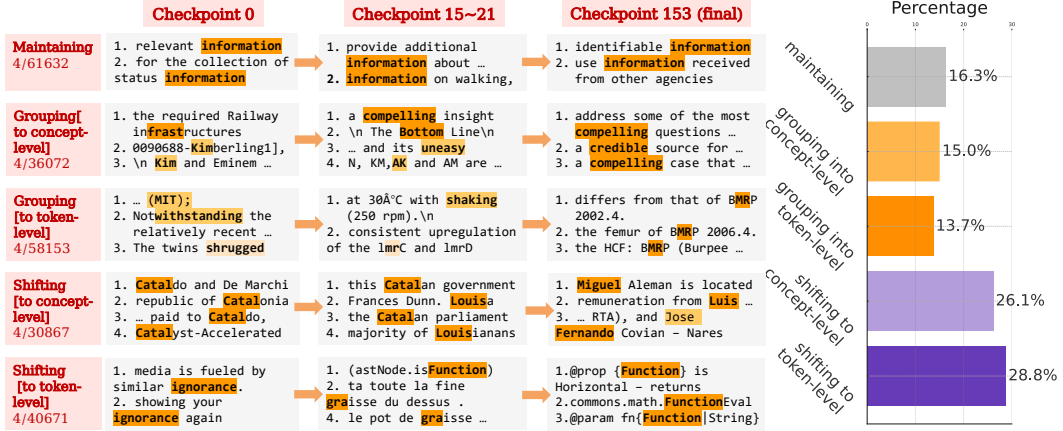 Checkpoint 0
Checkpoint 15~21
Checkpoint 153 (final)
Maintaining
4/61632
1. relevant information
2. for the collection of
status information
1. provide additional
information about …
2. information on walking,
1. identifiable information
2. use information received
from other agencies
Grouping[
to concept-
level]
4/36072
1. the required Railway
infrastructures
2. 0090688-Kimberling1],
3. \n Kim and Eminem …
1. a compelling insight
2. \n The Bottom Line\n
3. … and its uneasy
4. N, KM,AK and AM are …
1. address some of the most
compelling questions …
2. a credible source for …
3. a compelling case that …
Grouping
[to token-
level]
4/58153
1. … (MIT);
2. Notwithstanding the
relatively recent …
3. The twins shrugged
1. at 30Â°C with shaking
(250 rpm).\n
2. consistent upregulation
of the lmrC and lmrD
1. differs from that of BMRP
2002.4.
2. the femur of BMRP 2006.4.
3. the HCF: BMRP (Burpee …
Shifting
[to concept-
level]
4/30867
1. Cataldo and De Marchi
2. republic of Catalonia
3. … paid to Cataldo,
4. Catalyst-Accelerated
1. this Catalan government
2. Frances Dunn. Louisa
3. the Catalan parliament
4. majority of Louisianans
1. Miguel Aleman is located
2. remuneration from Luis …
3. … RTA), and Jose
Fernando Covian – Nares
Shifting
[to token-
level]
4/40671
1. media is fueled by
similar ignorance.
2. showing your
ignorance again
1. (astNode.isFunction)
2. ta toute la fine
graisse du dessus .
4. le pot de graisse …
1.@prop {Function} is
Horizontal – returns
2.commons.math.FunctionEval
3.@param fn{Function|String}
Percentage
0
10
20
30
maintaining
16.3%
grouping into
concept-level
15.0%
grouping into
token-level
13.7%
shifting to
concept-level
26.1%
shifting to
token-level
28.8%